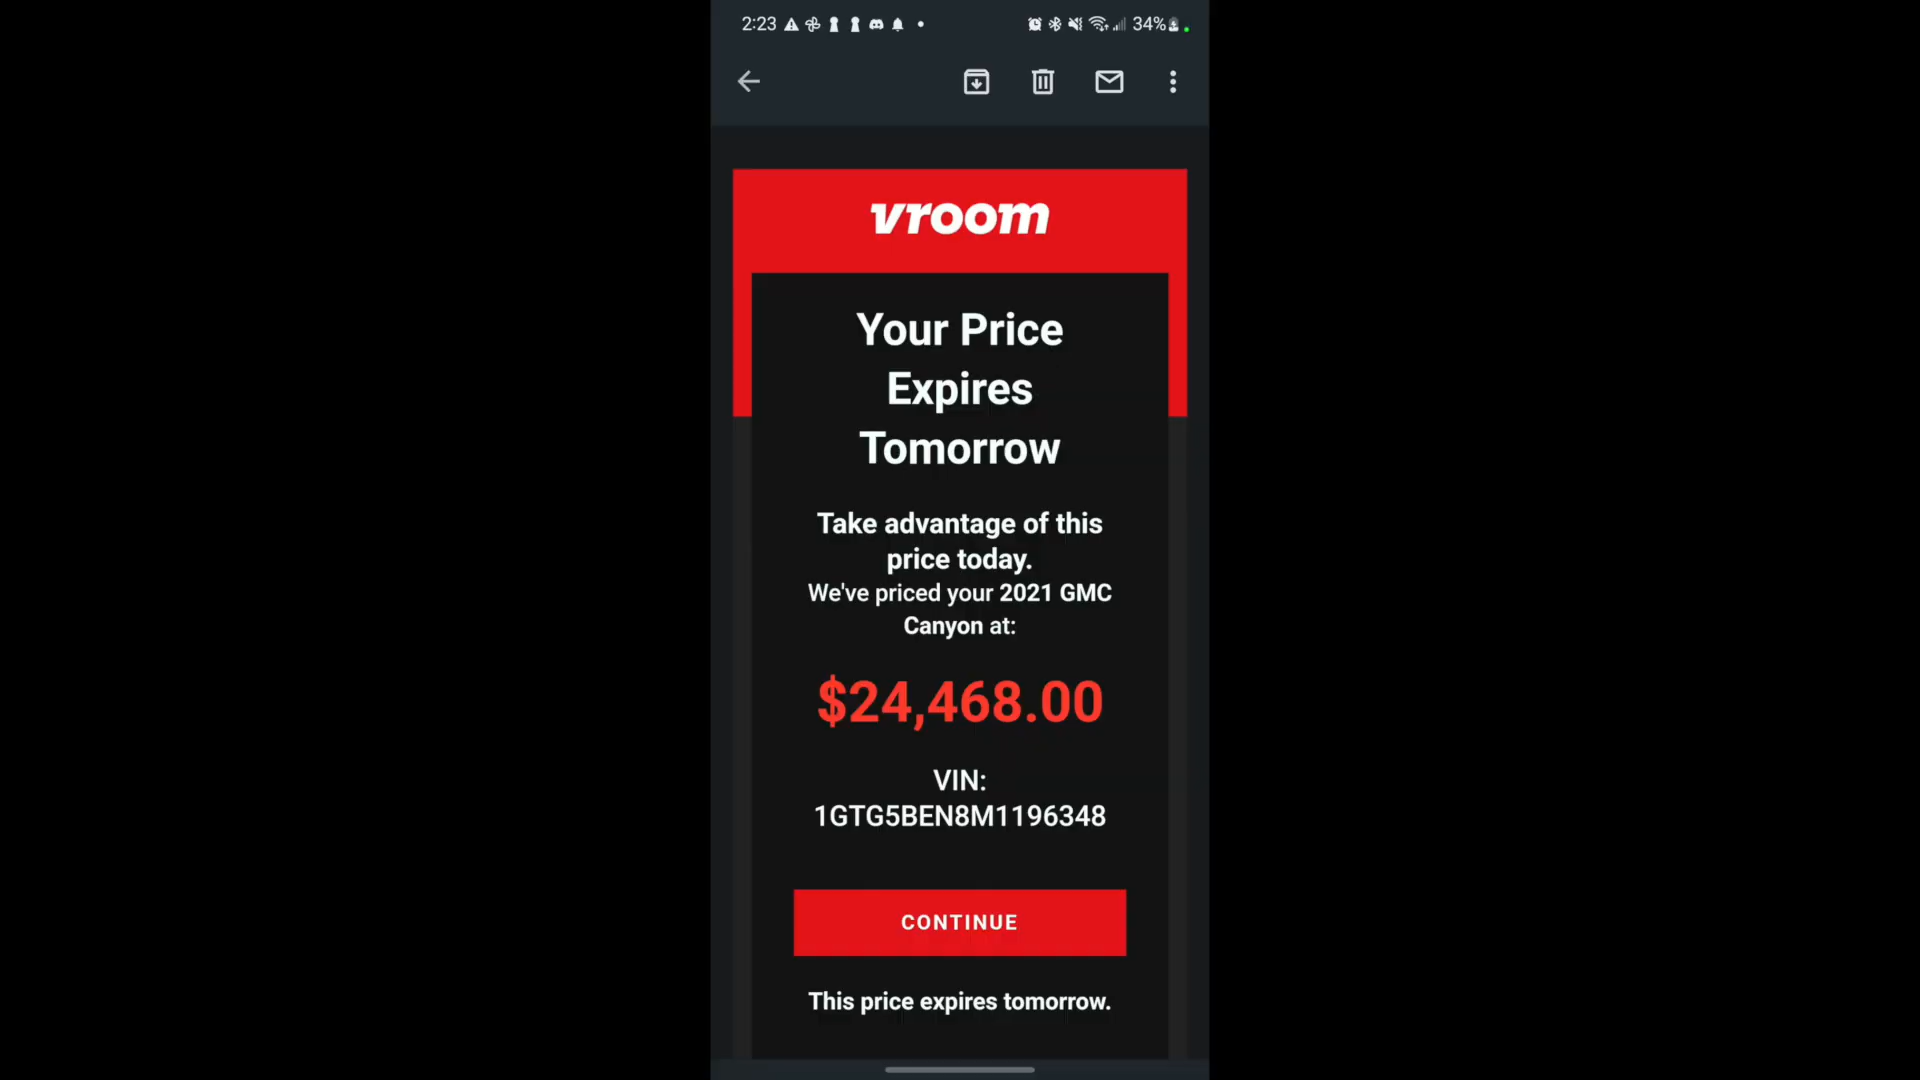 2:23 34%
vroom
Your Price
Expires
Tomorrow
Take advantage of this
price today.
We've priced your 2021 GMC
Canyon at:
$24,468.00
VIN:
1GTG5BEN8M1196348
CONTINUE
This price expires tomorrow.